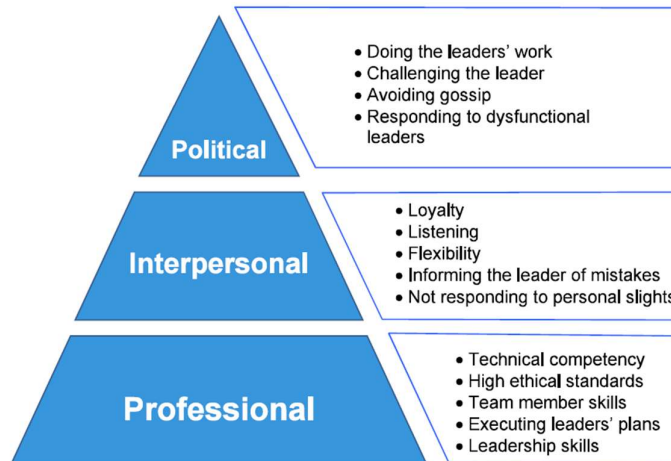 • Doing the leaders' work
• Challenging the leader
• Avoiding gossip
• Responding to dysfunctional
leaders
Political
• Loyalty
• Listening
• Flexibility
• Informing the leader of mistakes
• Not responding to personal slights
Interpersonal
• Technical competency
• High ethical standards
• Team member skills
• Executing leaders' plans
• Leadership skills
Professional